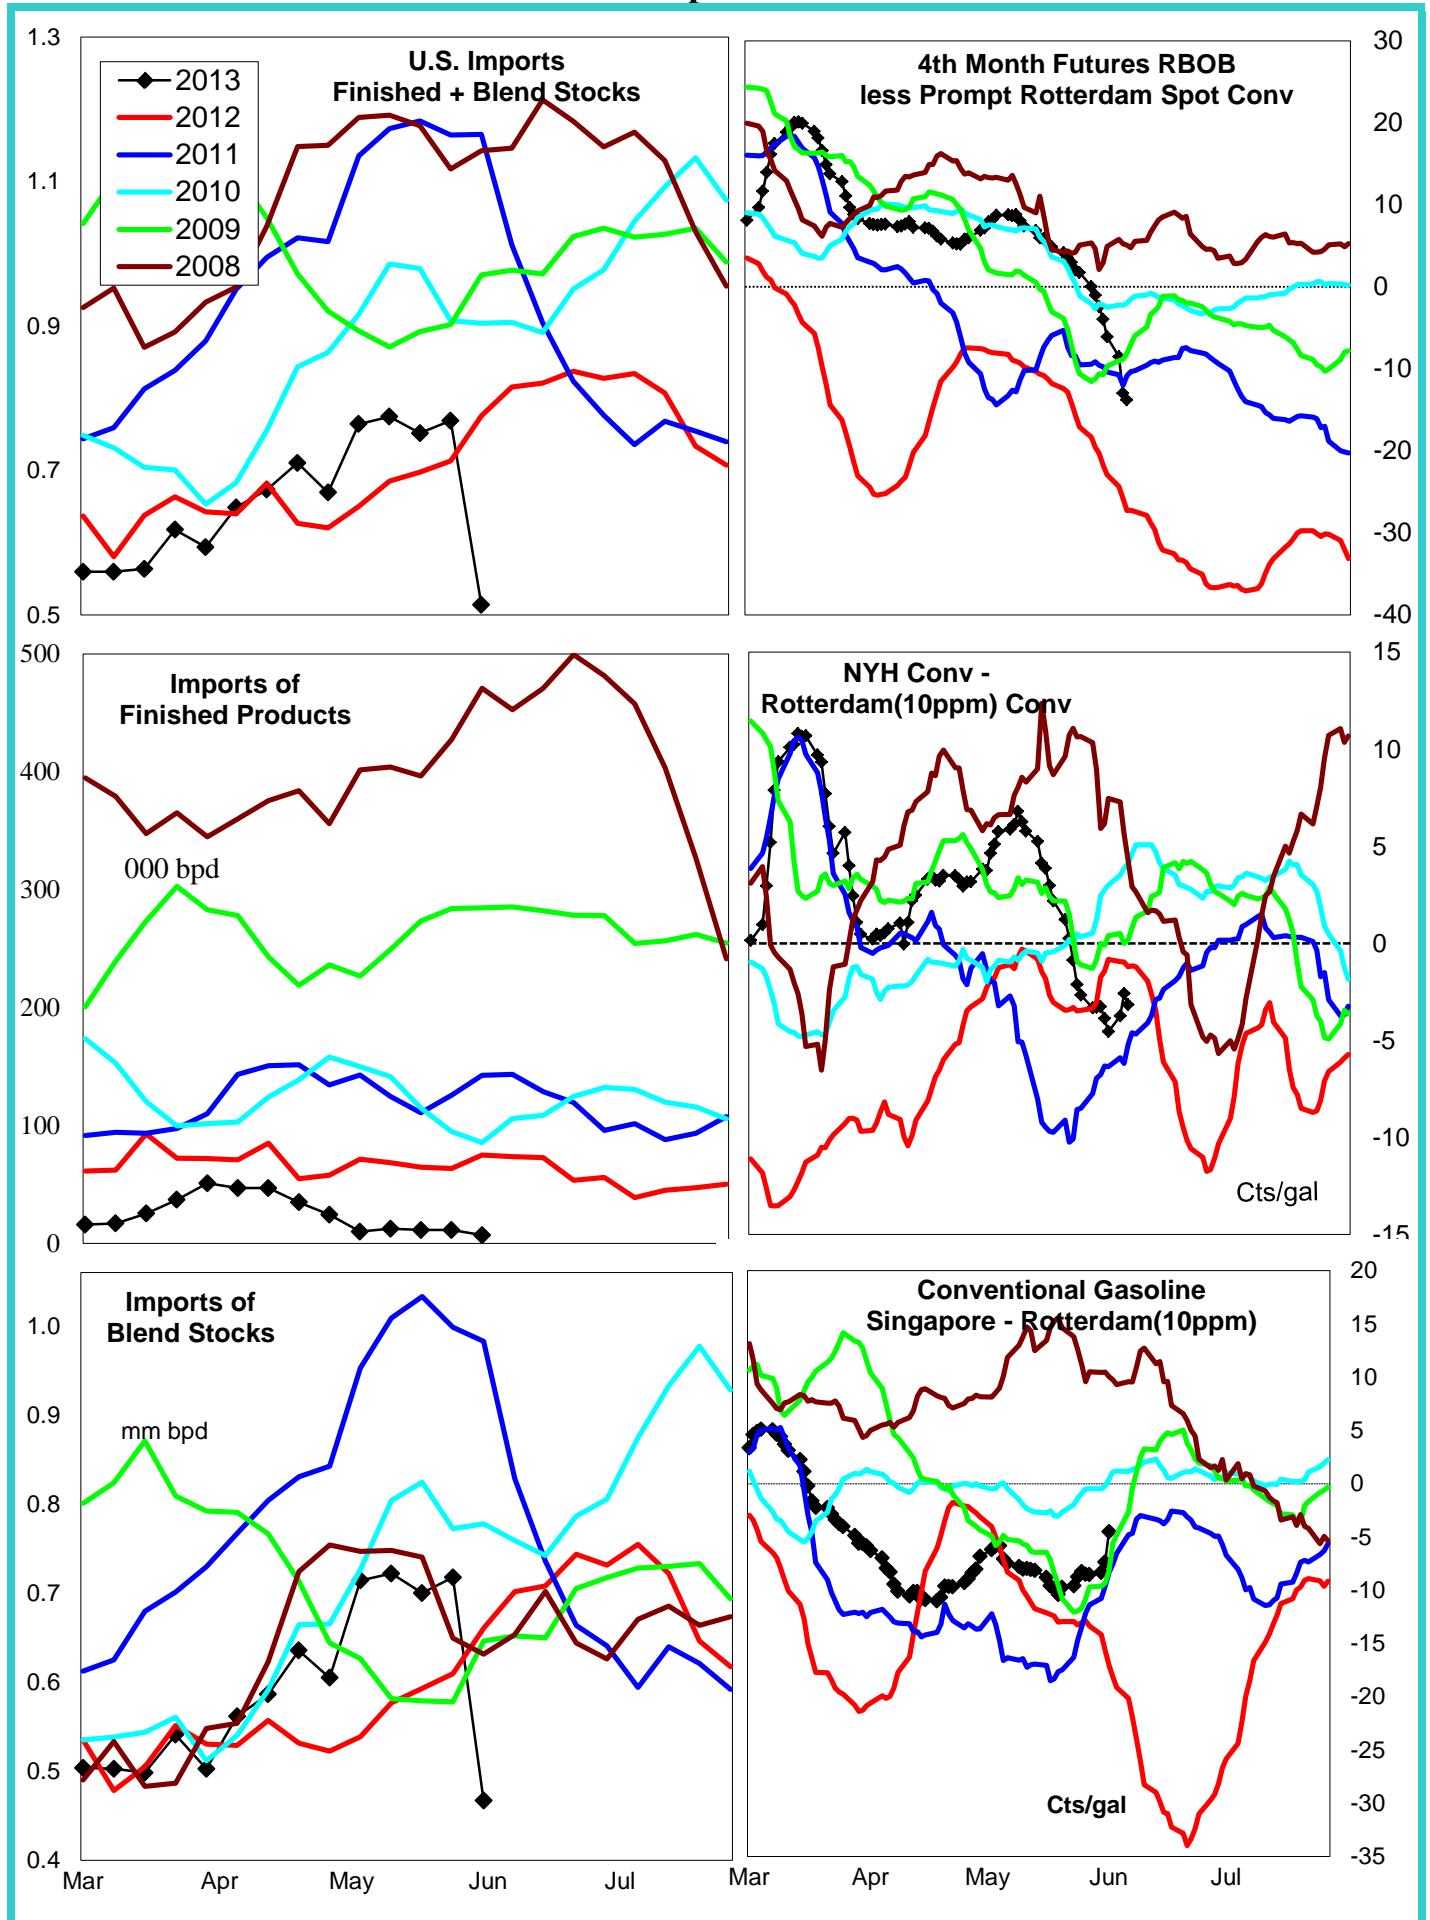 1.3
1.1
0.9
0.7
0.5
U.S. Imports
Finished + Blend Stocks
2013
2012
2011
2010
2009
2008
4th Month Futures RBOB
less Prompt Rotterdam Spot Conv
30
20
10
0
-10
-20
-30
-40
500
400
300
200
100
0
Imports of
Finished Products
000 bpd
NYH Conv -
Rotterdam(10ppm) Conv
15
10
5
0
-5
-10
-15
Cts/gal
1.0
0.9
0.8
0.7
0.6
0.5
0.4
Imports of
Blend Stocks
mm bpd
Mar Apr May Jun Jul
Conventional Gasoline
Singapore - Rotterdam(10ppm)
20
15
10
5
0
-5
-10
-15
-20
-25
-30
-35
Cts/gal
Mar Apr May Jun Jul